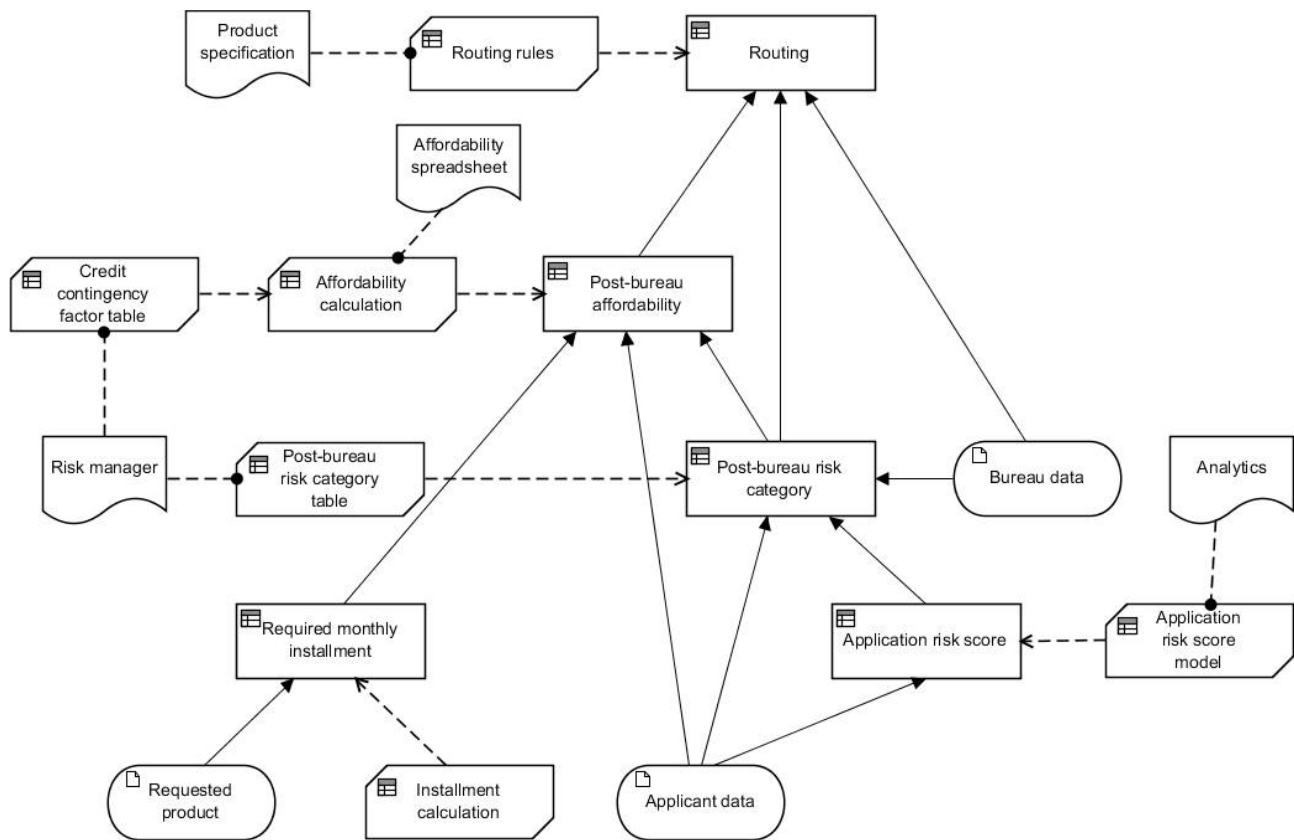 Product
specification
Routing rules
Routing
Affordability
spreadsheet
Credit
contingency
factor table
Affordability
calculation
Post-bureau
affordability
Risk manager
Post-bureau
risk category
table
Post-bureau risk
category
Bureau data
Analytics
Required monthly
installment
Application risk score
Application
risk score
model
Requested
product
Installment
calculation
Applicant data